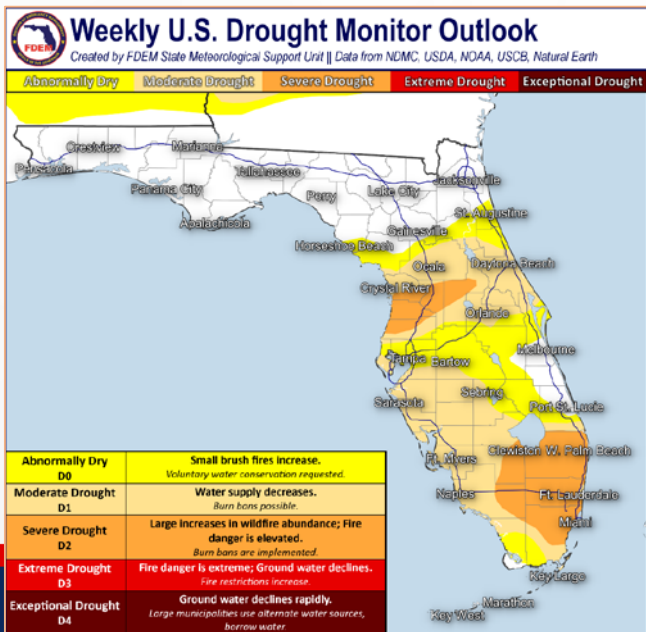 Weekly U.S. Drought Monitor Outlook
Created by FDEM State Meteorological Support Unit || Data from NDMC, USDA, NOAA, USCB, Natural Earth
FDEM
Abnormally Dry Moderate Drought Severe Drought Extreme Drought Exceptional Drought
Crestview Marianna
Pensacola Tallahassee Jacksonville
Panama City Perry Lake City
Apalachicola St. Augustine
Gainesville
Horseshoe Beach
Ocala Daytona Beach
Crystal River
Orlando
Melbourne
Tampa Bartow
Sebring
Sarasota Port St. Lucie
Clewiston W. Palm Beach
Ft. Myers
Naples Ft. Lauderdale
Miami
Key Largo
Marathon
Key West
Abnormally Dry Small brush fires increase.
D0 Voluntary water conservation requested.
Moderate Drought Water supply decreases.
D1 Burn bans possible.
Severe Drought Large increases in wildfire abundance; Fire
D2 danger is elevated.
Burn bans are implemented.
Extreme Drought Fire danger is extreme; Ground water declines.
D3 Fire restrictions increase.
Exceptional Drought Ground water declines rapidly.
D4 Large municipalities use alternate water sources,
borrow water.